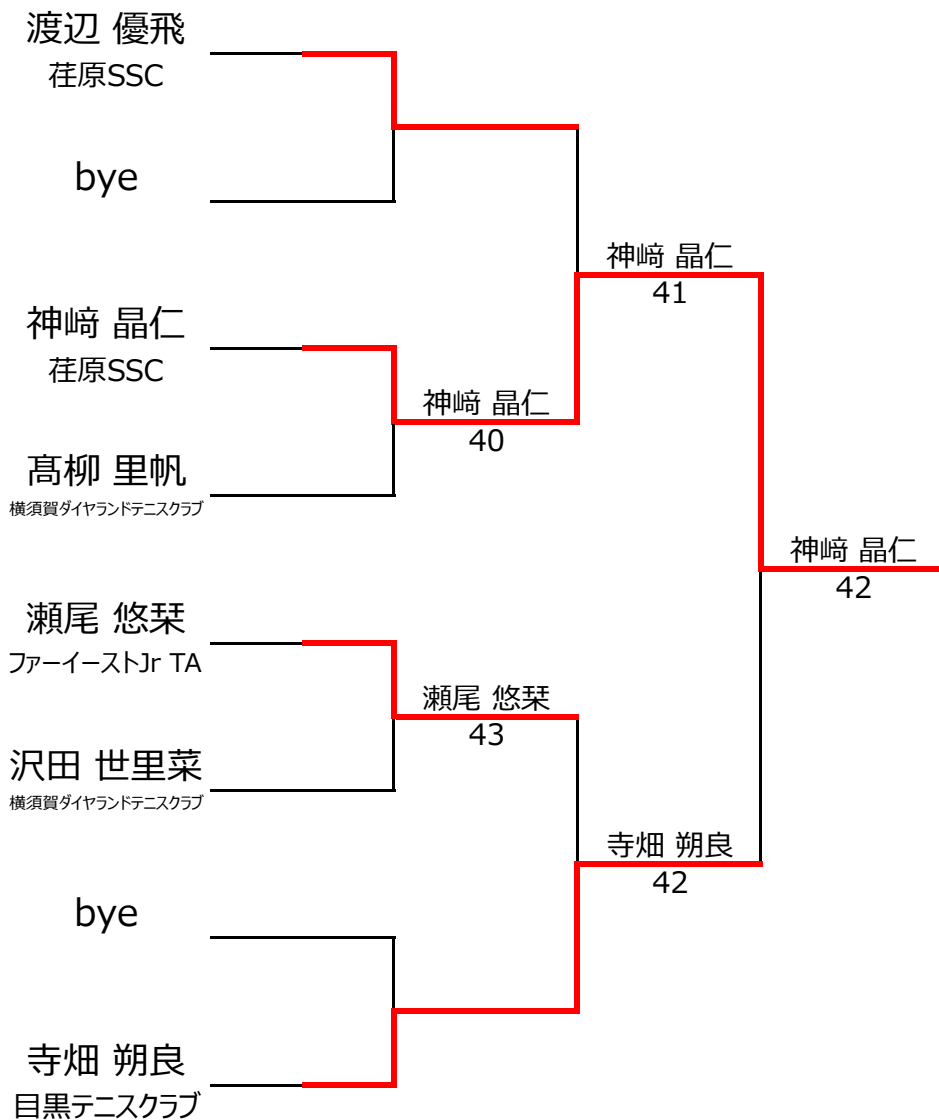 渡辺 優飛
荏原SSC
bye
神﨑 晶仁
41
神﨑 晶仁
荏原SSC
神﨑 晶仁
40
髙柳 里帆
横須賀ダイヤランドテニスクラブ
神﨑 晶仁
42
瀬尾 悠栞
ファーイーストJr TA
瀬尾 悠栞
43
沢田 世里菜
横須賀ダイヤランドテニスクラブ
寺畑 朔良
42
bye
寺畑 朔良
目黒テニスクラブ